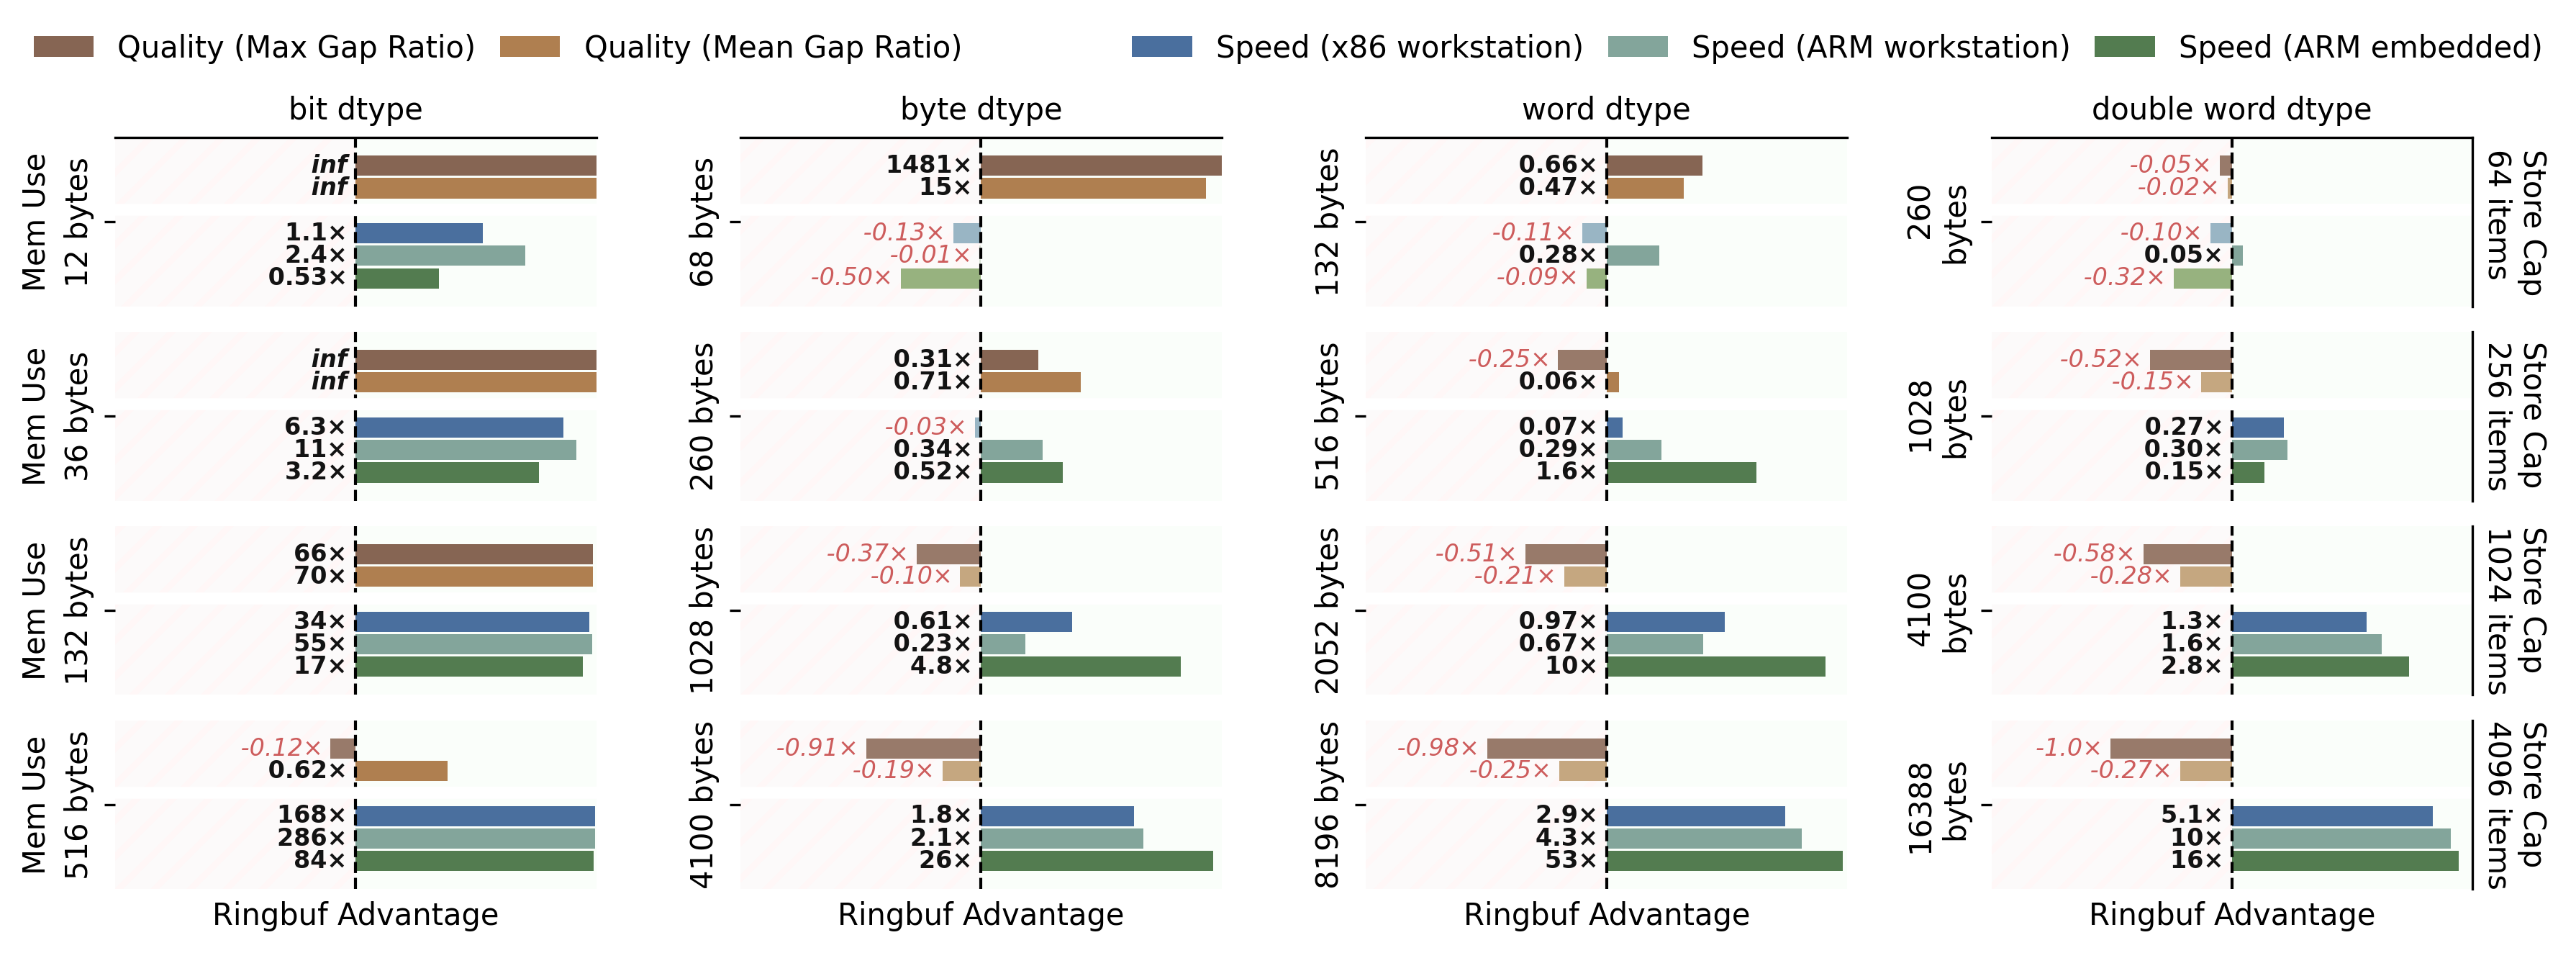 Quality (Max Gap Ratio)
Quality (Mean Gap Ratio)
Speed (x86 workstation)
Speed (ARM workstation)
Speed (ARM embedded)
bit dtype
byte dtype
word dtype
double word dtype
Mem Use
12 bytes
inf
inf
1.1×
2.4×
0.53×
68 bytes
1481×
15×
-0.13×
-0.01×
-0.50×
132 bytes
0.66×
0.47×
-0.11×
0.28×
-0.09×
260
bytes
-0.05×
-0.02×
-0.10×
0.05×
-0.32×
Store Cap
64 items
Mem Use
36 bytes
inf
inf
6.3×
11×
3.2×
260 bytes
0.31×
0.71×
-0.03×
0.34×
0.52×
516 bytes
-0.25×
0.06×
0.07×
0.29×
1.6×
1028
bytes
-0.52×
-0.15×
0.27×
0.30×
0.15×
Store Cap
256 items
Mem Use
132 bytes
66×
70×
34×
55×
17×
1028 bytes
-0.37×
-0.10×
0.61×
0.23×
4.8×
2052 bytes
-0.51×
-0.21×
0.97×
0.67×
10×
4100
bytes
-0.58×
-0.28×
1.3×
1.6×
2.8×
Store Cap
1024 items
Mem Use
516 bytes
-0.12×
0.62×
168×
286×
84×
4100 bytes
-0.91×
-0.19×
1.8×
2.1×
26×
8196 bytes
-0.98×
-0.25×
2.9×
4.3×
53×
16388
bytes
-1.0×
-0.27×
5.1×
10×
16×
Store Cap
4096 items
Ringbuf Advantage
Ringbuf Advantage
Ringbuf Advantage
Ringbuf Advantage